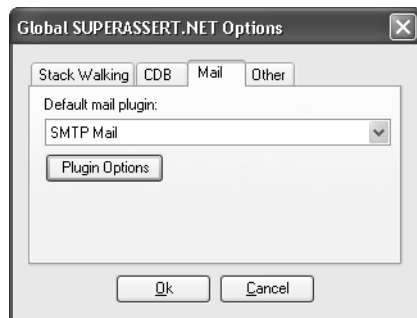 Global SUPERASSERT.NET Options
Stack Walking CDB Mail Other
Default mail plugin:
SMTP Mail
Plugin Options
Ok Cancel